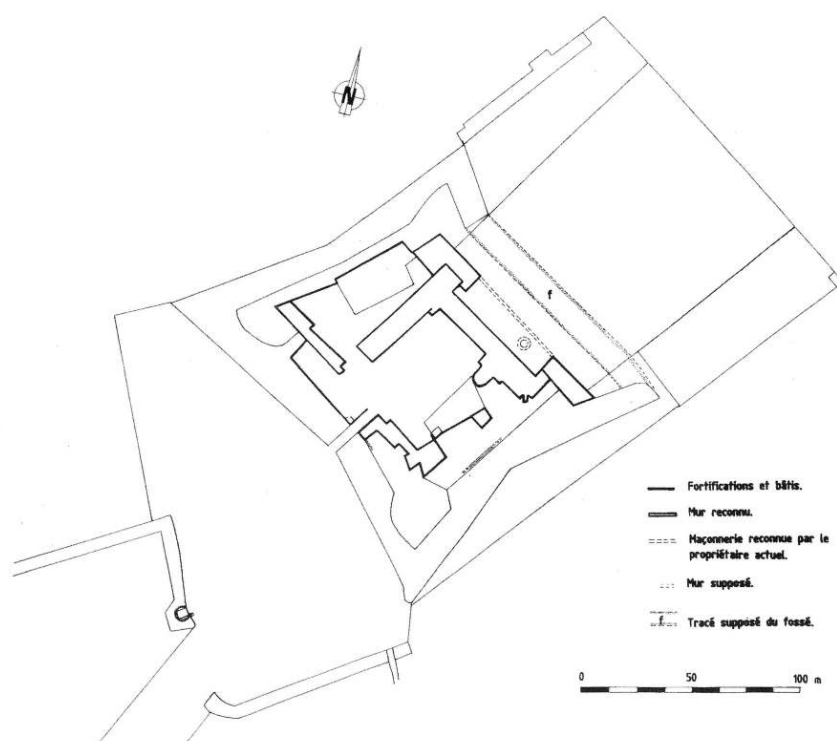 N
f
Fortifications et bâtis.
Mur reconnu.
Maçonnerie reconnue par le
propriétaire actuel.
Mur supposé.
f Tracé supposé du fossé.
0 50 100 m